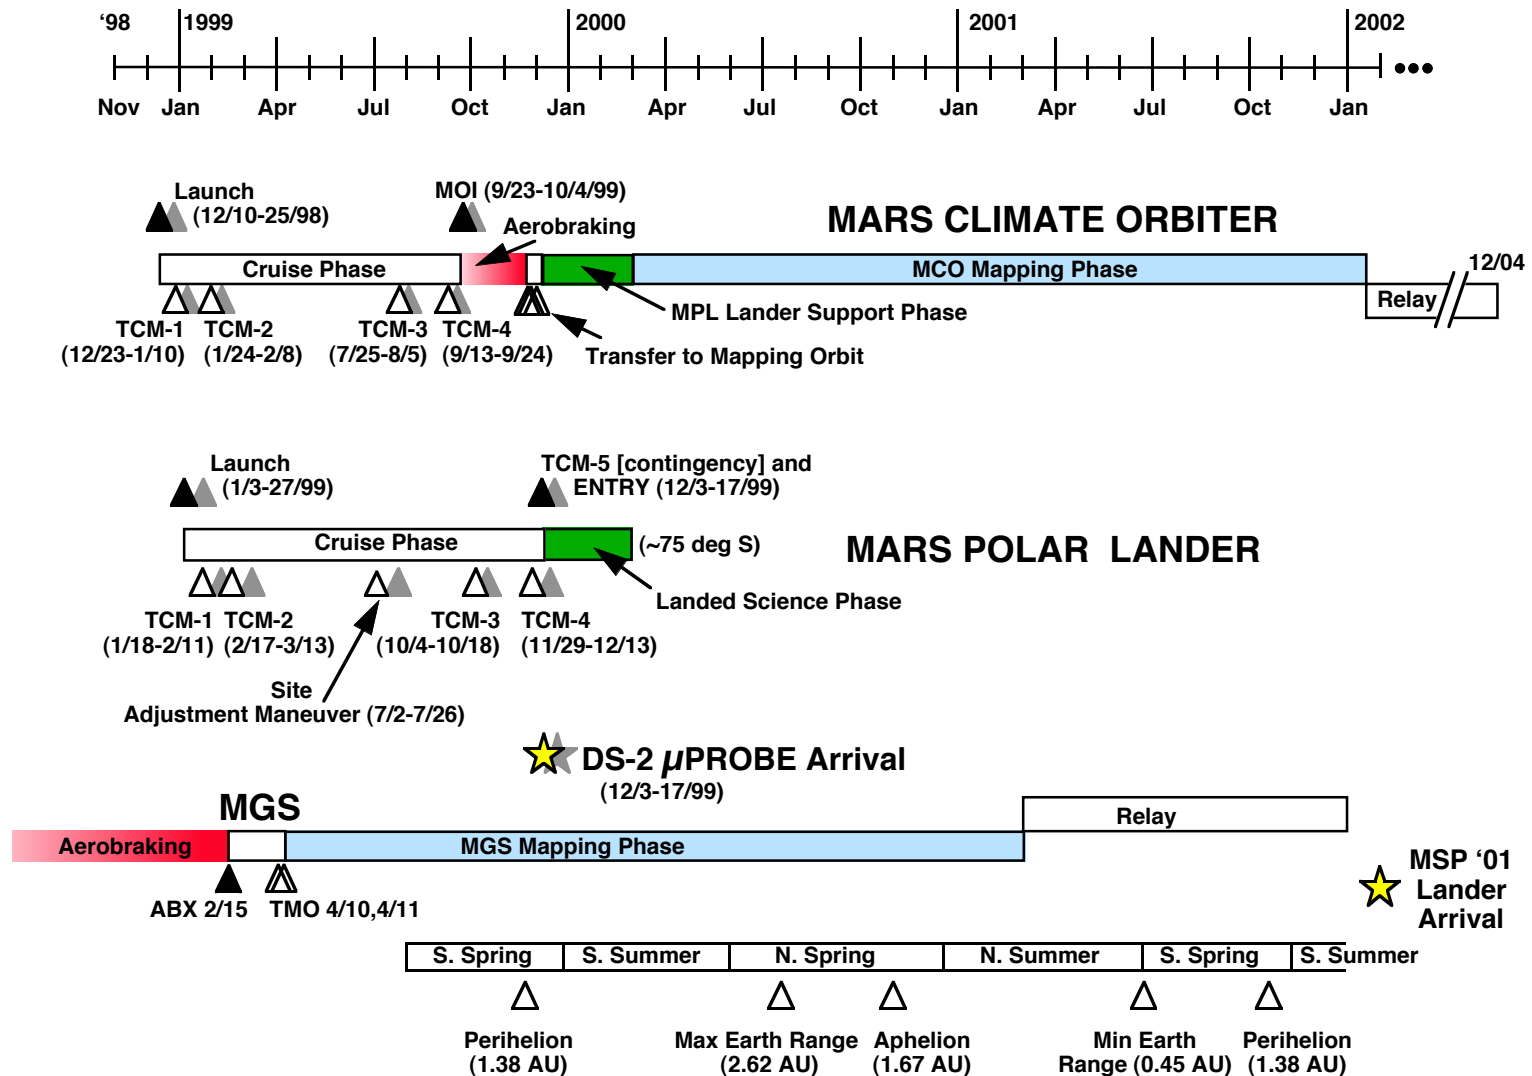 ‘98 1999 2000 2001 2002
Nov Jan Apr Jul Oct Jan Apr Jul Oct Jan Apr Jul Oct Jan
Launch
(12/10-25/98)
MOI (9/23-10/4/99)
Aerobraking
MARS CLIMATE ORBITER
Cruise Phase
MCO Mapping Phase
12/04
Relay
MPL Lander Support Phase
TCM-1
(12/23-1/10)
TCM-2
(1/24-2/8)
TCM-3
(7/25-8/5)
TCM-4
(9/13-9/24)
Transfer to Mapping Orbit
Launch
(1/3-27/99)
TCM-5 [contingency] and
ENTRY (12/3-17/99)
Cruise Phase
(~75 deg S)
MARS POLAR LANDER
Landed Science Phase
TCM-1
(1/18-2/11)
TCM-2
(2/17-3/13)
TCM-3
(10/4-10/18)
TCM-4
(11/29-12/13)
Site
Adjustment Maneuver (7/2-7/26)
DS-2 µPROBE Arrival
(12/3-17/99)
MGS
Aerobraking
MGS Mapping Phase
Relay
ABX 2/15
TMO 4/10,4/11
MSP ‘01
Lander
Arrival
S. Spring
S. Summer
N. Spring
N. Summer
S. Spring
S. Summer
Perihelion
(1.38 AU)
Max Earth Range
(2.62 AU)
Aphelion
(1.67 AU)
Min Earth
Range (0.45 AU)
Perihelion
(1.38 AU)